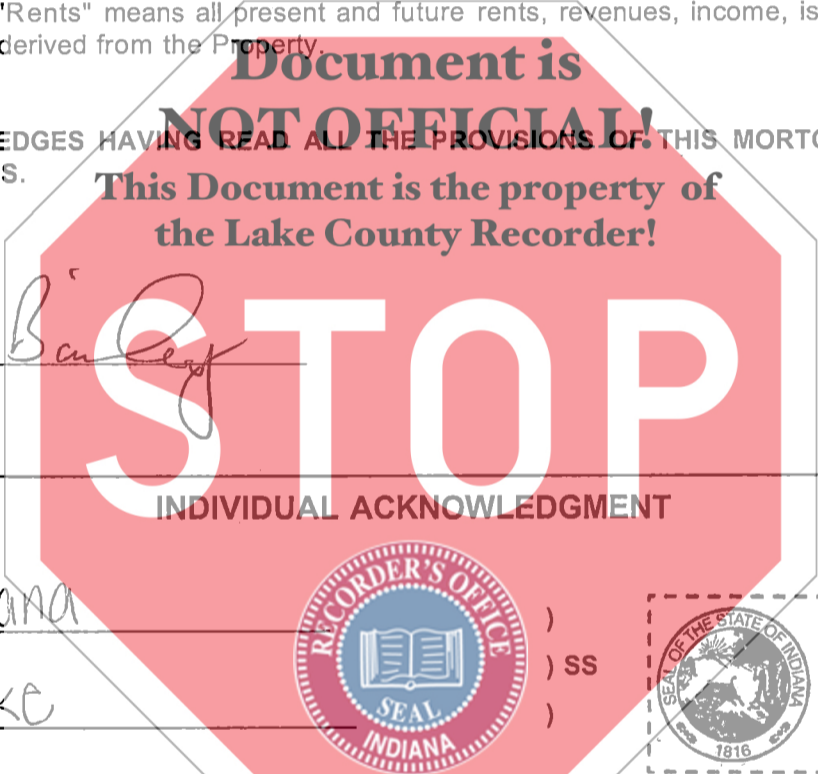 "Rents" means all present and future rents, revenues, income, is
derived from the Property.
Document is
NOT OFFICIAL!
EDGES HAVING READ ALL THE PROVISIONS OF THIS MORTG
S.
This Document is the property of
the Lake County Recorder!
STOP
INDIVIDUAL ACKNOWLEDGMENT
ana
)
) SS
ke
)
RECORDER'S OFFICE
SEAL
INDIANA
SEAL OF THE STATE OF INDIANA
1816